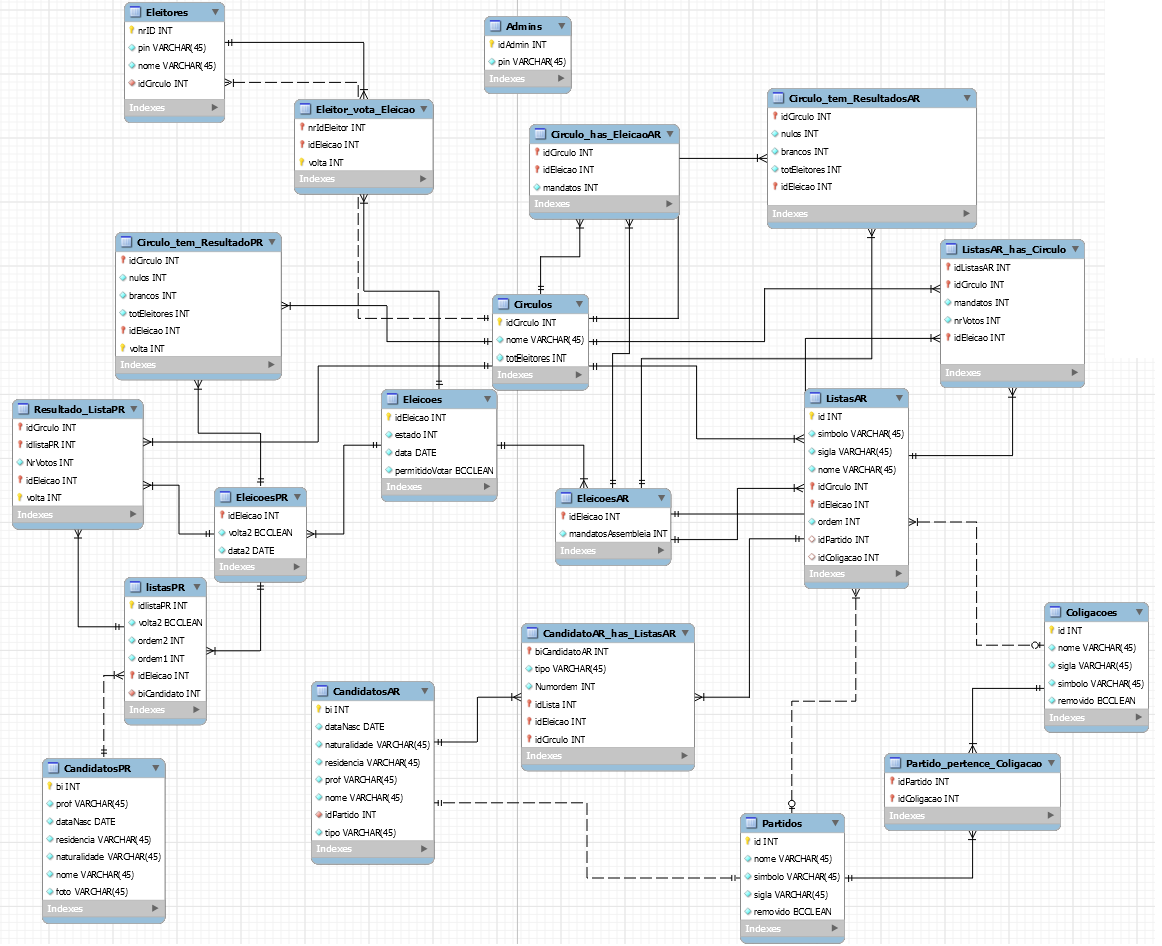 Eleitores
nrID INT
pin VARCHAR(45)
nome VARCHAR(45)
idCirculo INT
Indexes
Admins
idAdmin INT
pin VARCHAR(45)
Indexes
Eleitor_vota_Eleicao
nrIdEleitor INT
idEleicao INT
volta INT
Indexes
Circulo_has_EleicaoAR
idCirculo INT
idEleicao INT
mandatos INT
Indexes
Circulo_tem_ResultadosAR
idCirculo INT
nulos INT
brancos INT
totEleitores INT
idEleicao INT
Indexes
Circulo_tem_ResultadoPR
idCirculo INT
nulos INT
brancos INT
totEleitores INT
idEleicao INT
volta INT
Indexes
ListasAR_has_Circulo
idListasAR INT
idCirculo INT
mandatos INT
nrVotos INT
idEleicao INT
Indexes
Circulos
idCirculo INT
nome VARCHAR(45)
totEleitores INT
Indexes
Resultado_ListaPR
idCirculo INT
idlistaPR INT
NrVotos INT
idEleicao INT
volta INT
Indexes
Eleicoes
idEleicao INT
estado INT
data DATE
permitidoVotar BOOLEAN
Indexes
ListasAR
id INT
simbolo VARCHAR(45)
sigla VARCHAR(45)
nome VARCHAR(45)
idCirculo INT
idEleicao INT
ordem INT
idPartido INT
idColigacao INT
Indexes
EleicoesPR
idEleicao INT
volta2 BOOLEAN
data2 DATE
Indexes
EleicoesAR
idEleicao INT
mandatosAssembleia INT
Indexes
listasPR
idlistaPR INT
volta2 BOOLEAN
ordem2 INT
ordem1 INT
idEleicao INT
biCandidato INT
Indexes
Coligacoes
id INT
nome VARCHAR(45)
sigla VARCHAR(45)
simbolo VARCHAR(45)
removido BOOLEAN
Indexes
CandidatoAR_has_ListasAR
biCandidatoAR INT
tipo VARCHAR(45)
Numordem INT
idLista INT
idEleicao INT
idCirculo INT
Indexes
CandidatosAR
bi INT
dataNasc DATE
naturalidade VARCHAR(45)
residencia VARCHAR(45)
prof VARCHAR(45)
nome VARCHAR(45)
idPartido INT
tipo VARCHAR(45)
Indexes
CandidatosPR
bi INT
prof VARCHAR(45)
dataNasc DATE
residencia VARCHAR(45)
naturalidade VARCHAR(45)
nome VARCHAR(45)
foto VARCHAR(45)
Indexes
Partido_pertence_Coligacao
idPartido INT
idColigacao INT
Indexes
Partidos
id INT
nome VARCHAR(45)
simbolo VARCHAR(45)
sigla VARCHAR(45)
removido BOOLEAN
Indexes